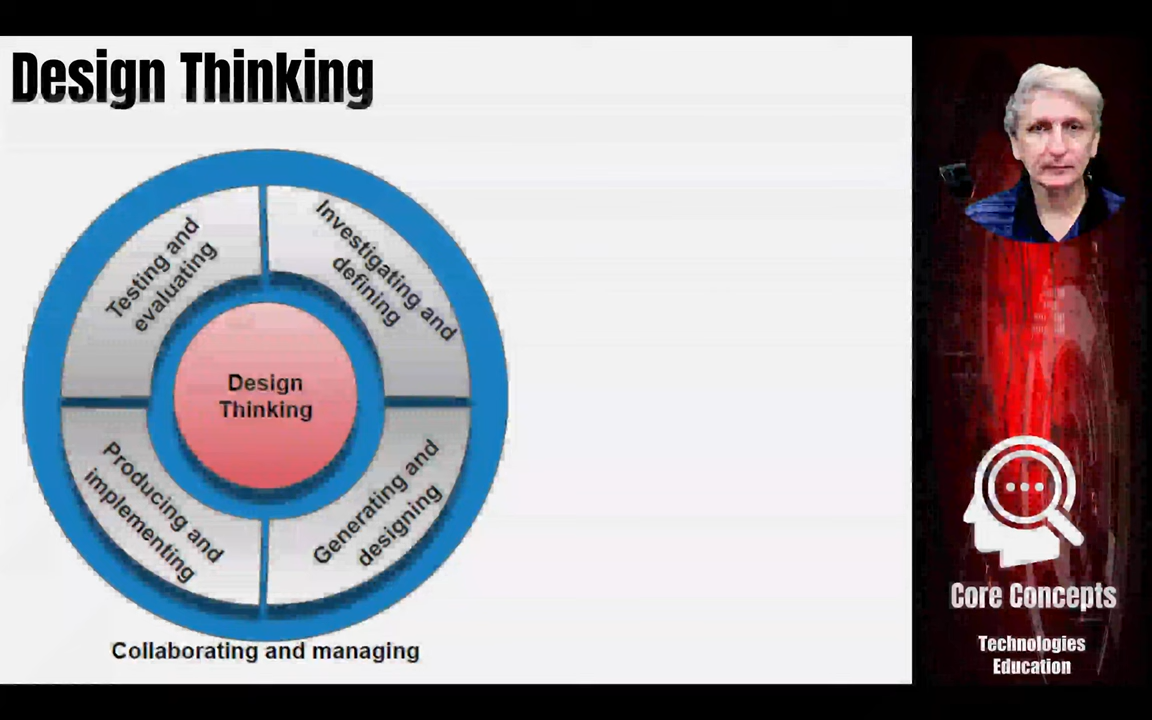 Design Thinking
Testing and
evaluating
Investigating and
defining
Design
Thinking
Producing and
implementing
Generating and
designing
Collaborating and managing
Core Concepts
Technologies
Education